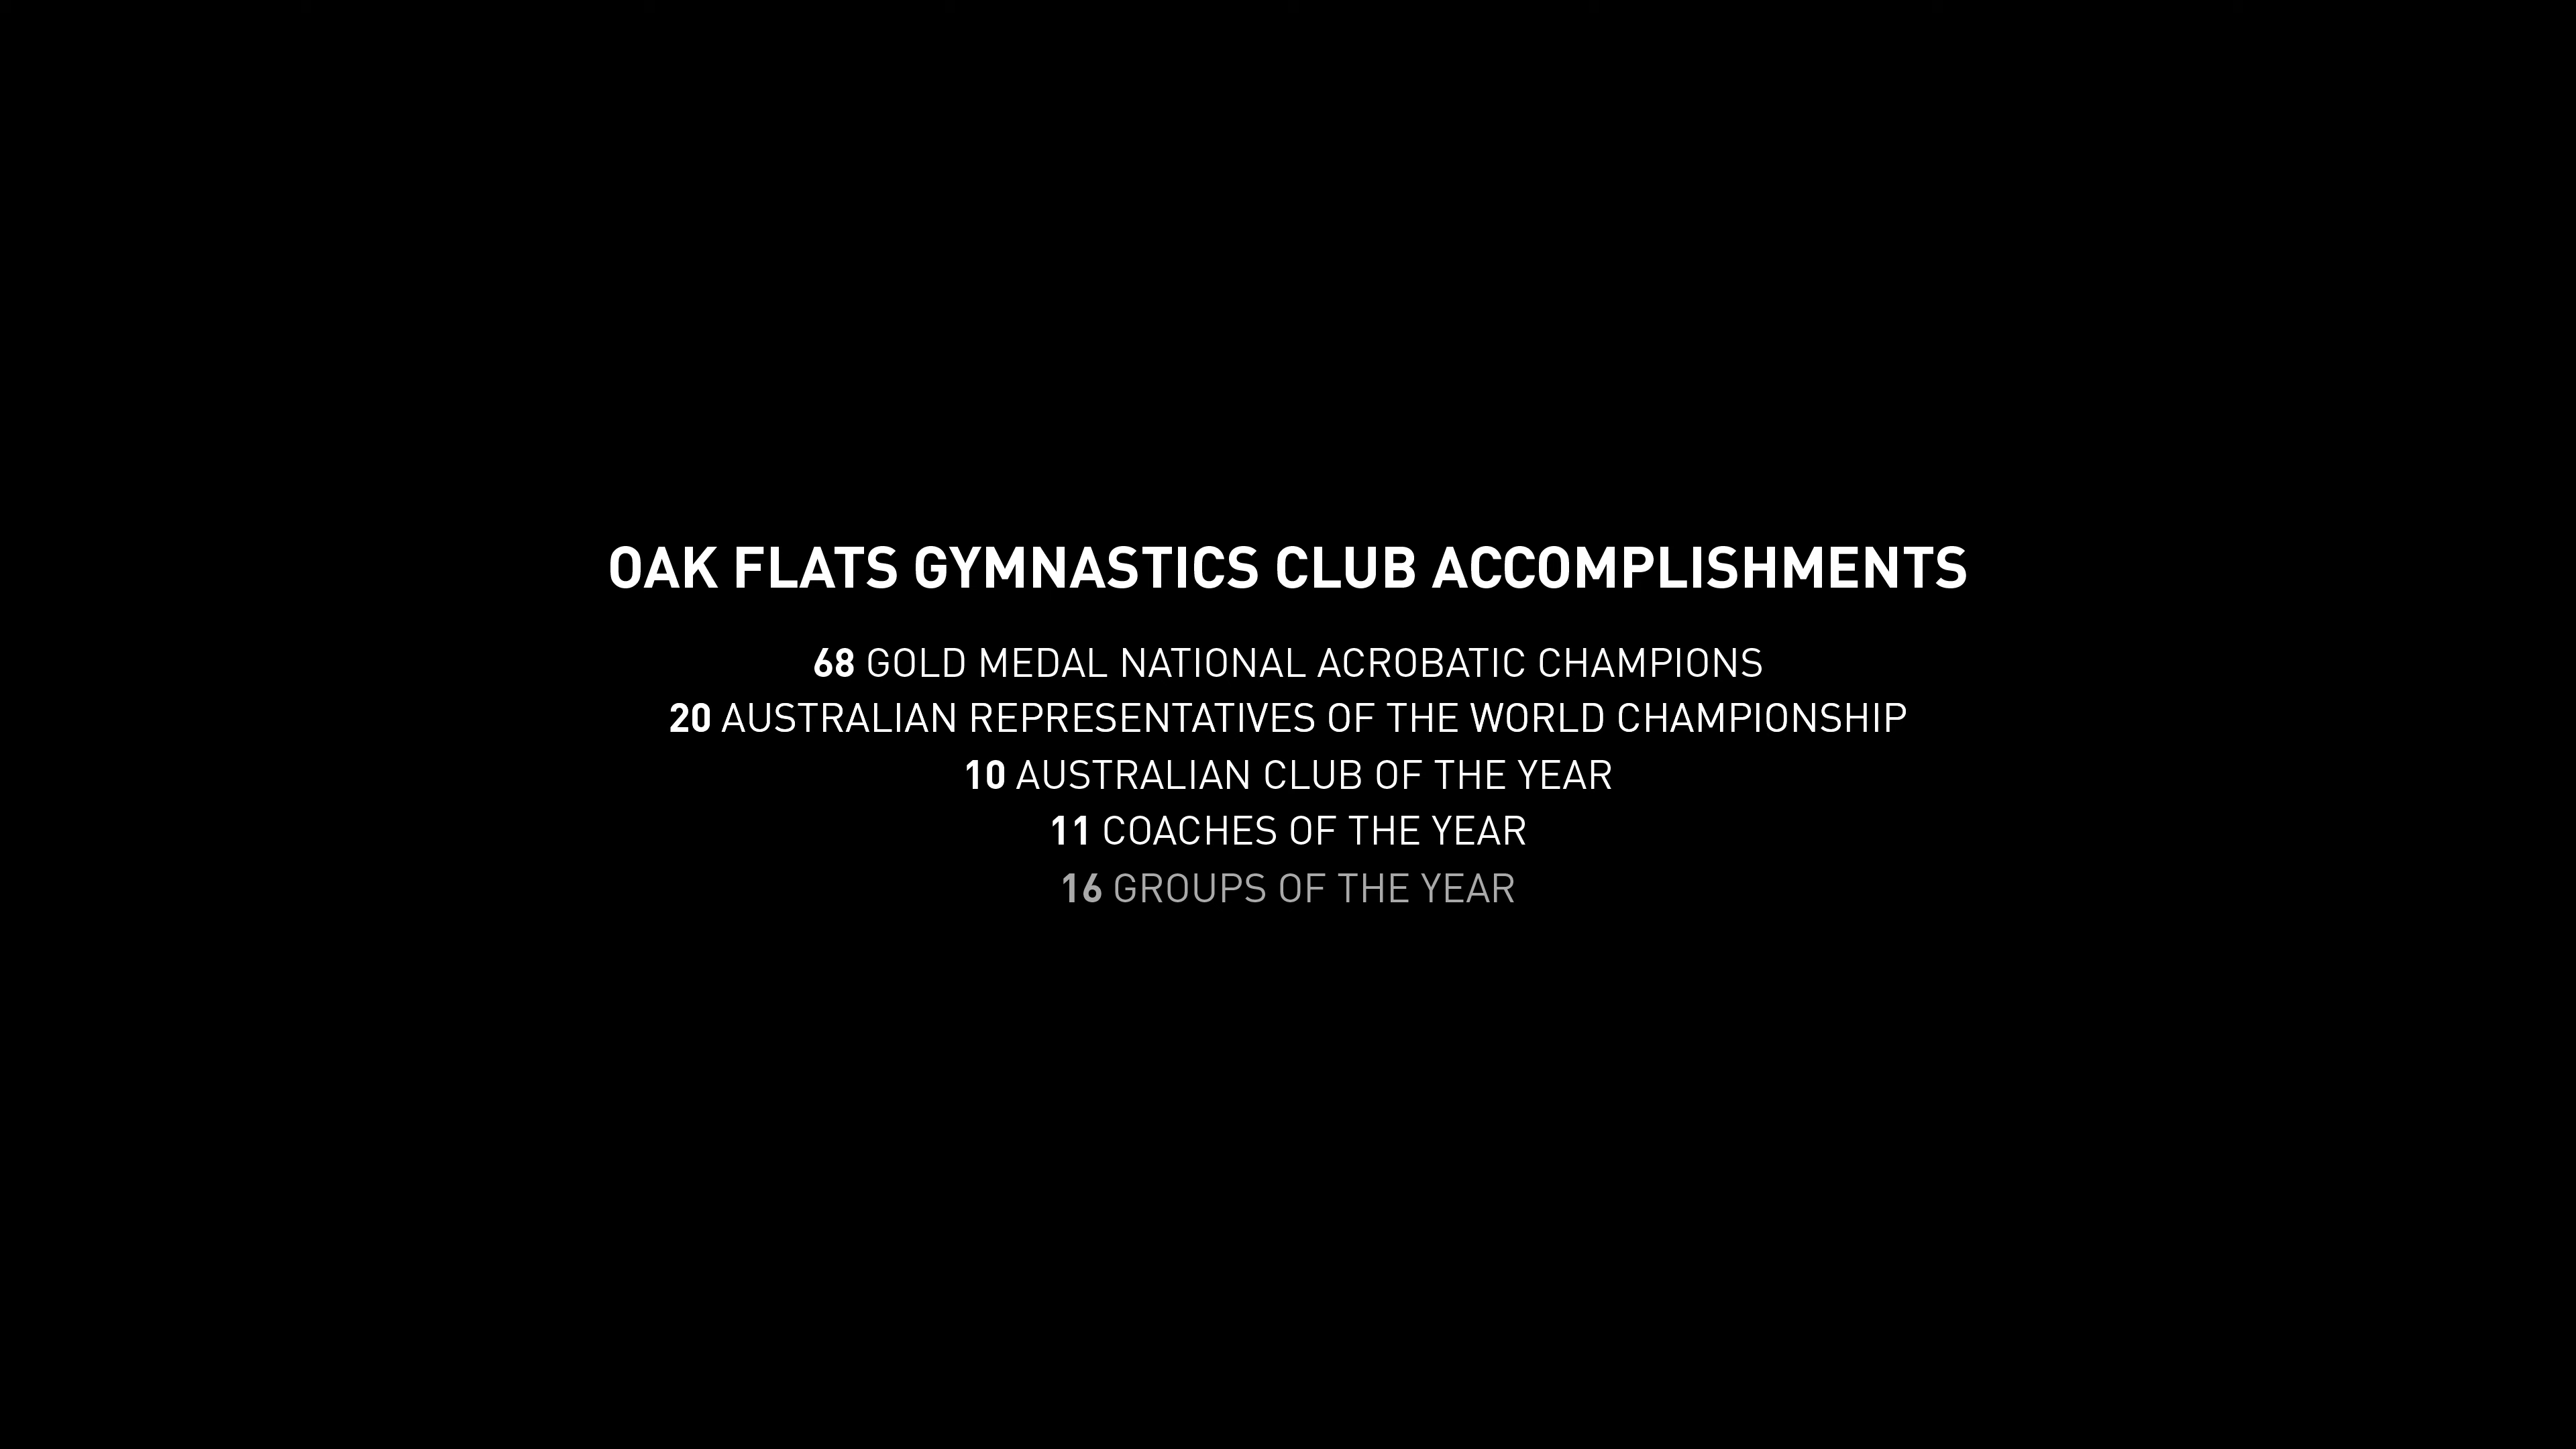 OAK FLATS GYMNASTICS CLUB ACCOMPLISHMENTS
68 GOLD MEDAL NATIONAL ACROBATIC CHAMPIONS
20 AUSTRALIAN REPRESENTATIVES OF THE WORLD CHAMPIONSHIP
10 AUSTRALIAN CLUB OF THE YEAR
11 COACHES OF THE YEAR
16 GROUPS OF THE YEAR